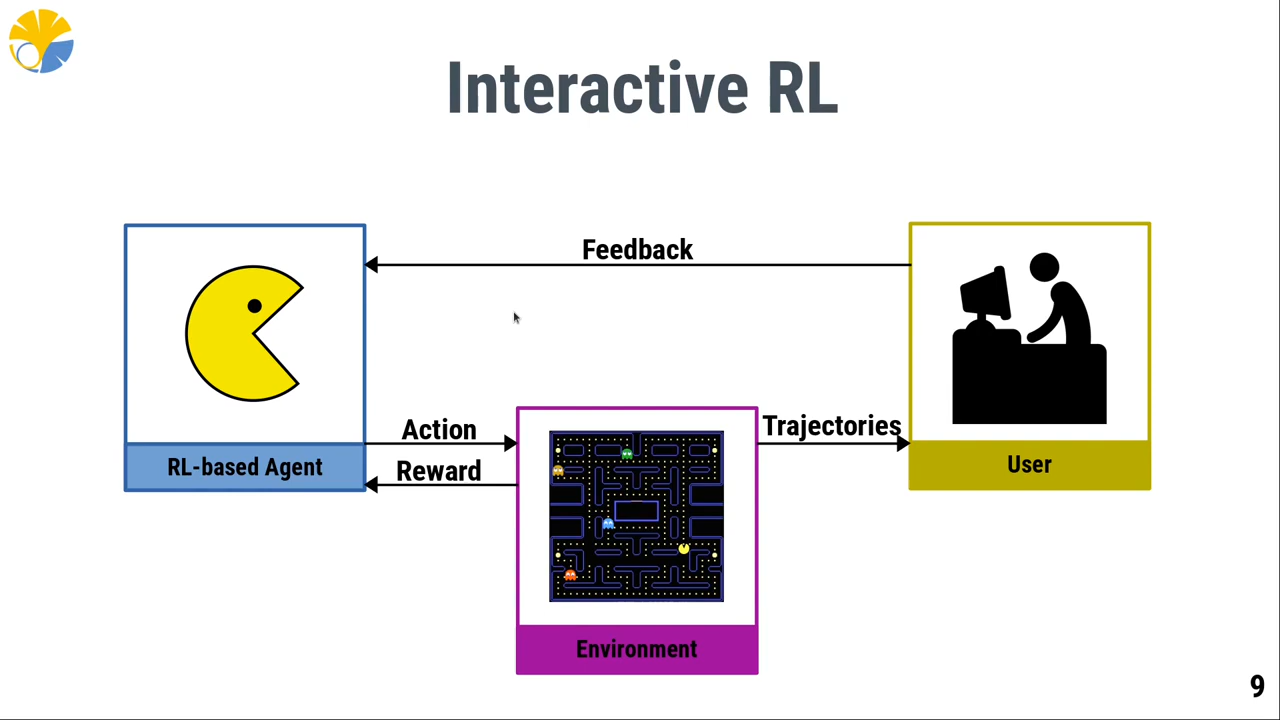 Interactive RL
Feedback
Action
Reward
Trajectories
RL-based Agent
User
Environment
9